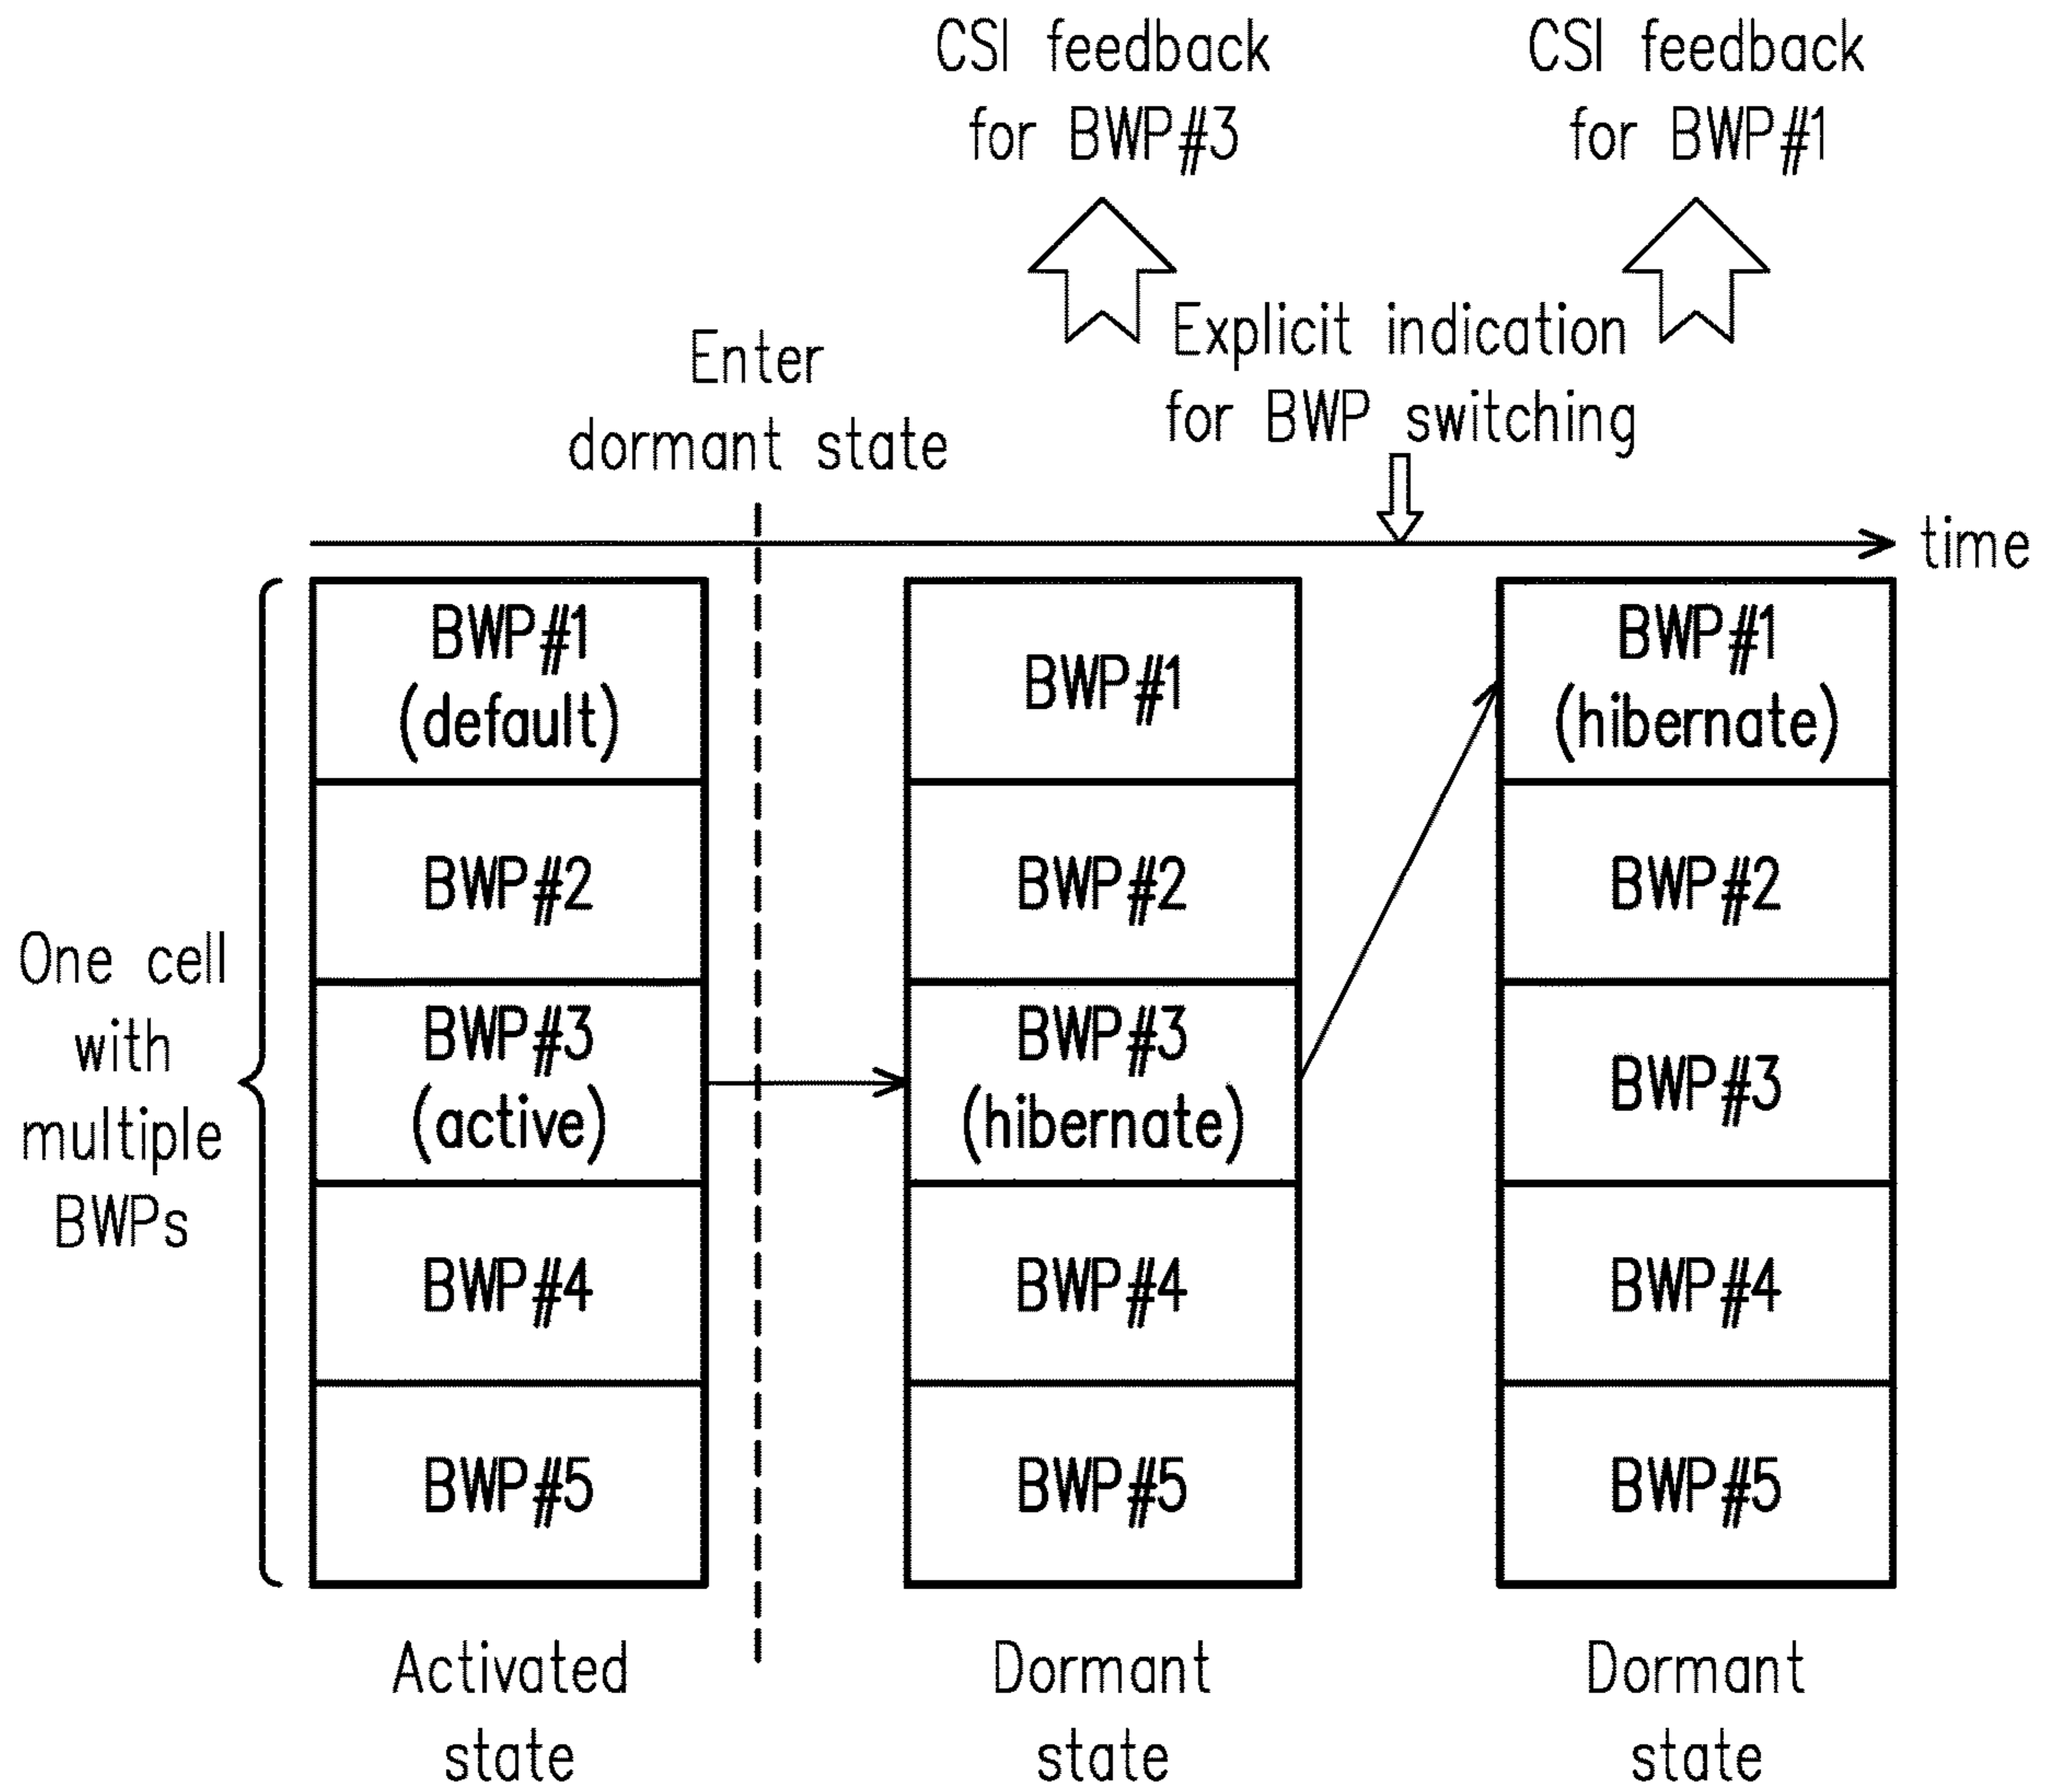 CSI feedback
for BWP#3
CSI feedback
for BWP#1
Explicit indication
for BWP switching
Enter
dormant state
time
One cell
with
multiple
BWPs
BWP#1
(default)
BWP#2
BWP#3
(active)
BWP#4
BWP#5
Activated
state
BWP#1
BWP#2
BWP#3
(hibernate)
BWP#4
BWP#5
Dormant
state
BWP#1
(hibernate)
BWP#2
BWP#3
BWP#4
BWP#5
Dormant
state